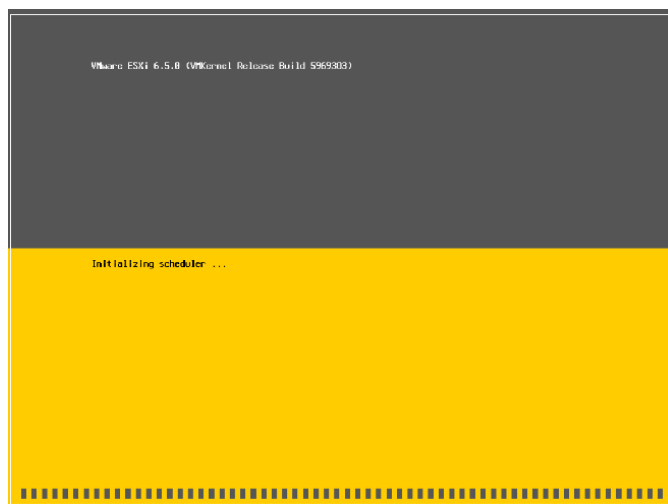 VMware ESXi 6.5.0 (VMKernel Release Build 5969303)
Initializing scheduler ...